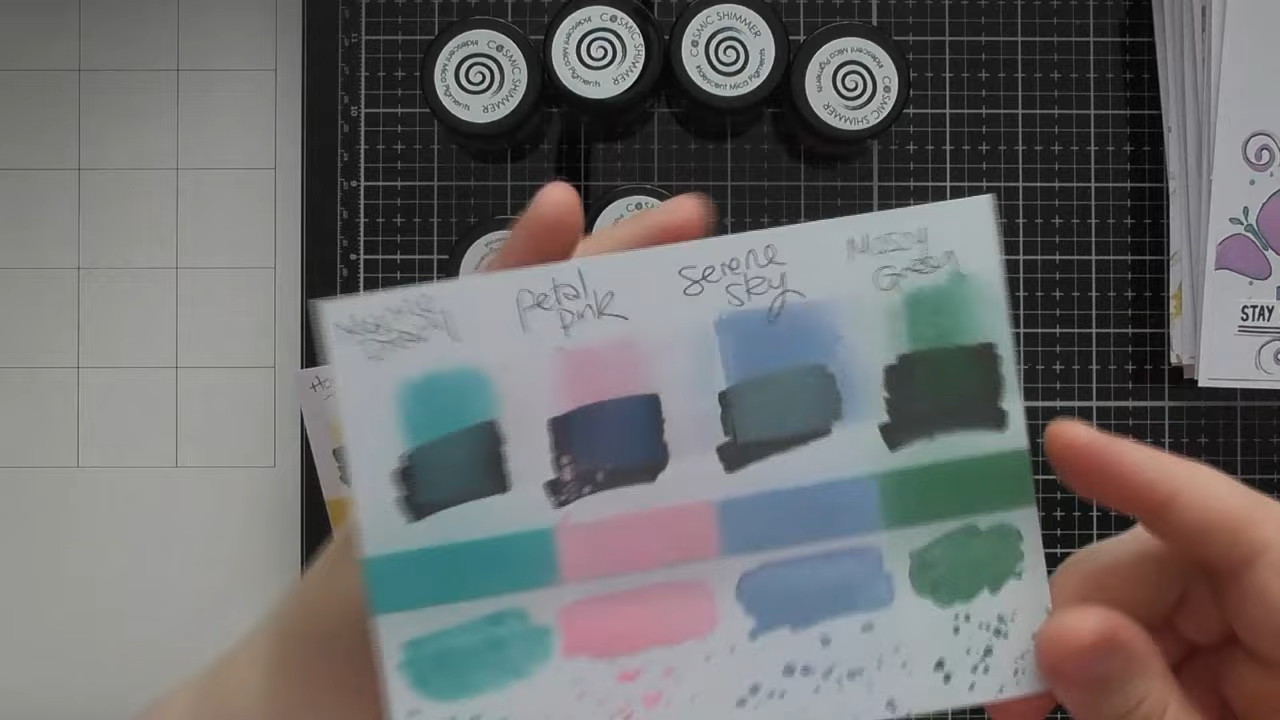 COSMIC SHIMMER
Iridescent Mica Pigments
COSMIC SHIMMER
Iridescent Mica Pigments
COSMIC SHIMMER
Iridescent Mica Pigments
COSMIC SHIMMER
Iridescent Mica Pigments
COSMIC
Petal
Pink
Serene
Sky
Green
STAY